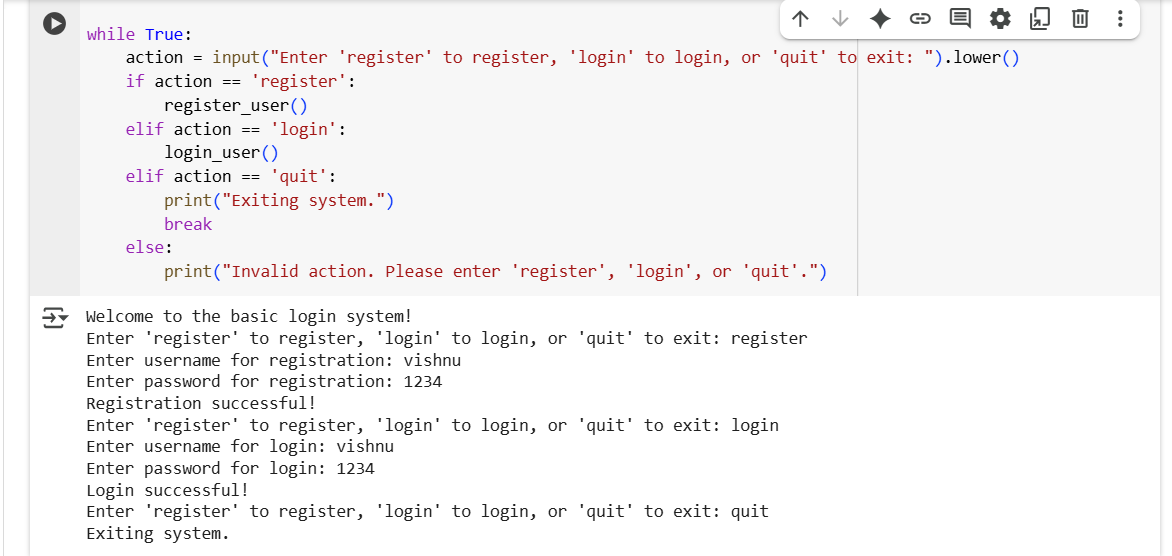 while True:
    action = input("Enter 'register' to register, 'login' to login, or 'quit' to exit: ").lower()
    if action == 'register':
        register_user()
    elif action == 'login':
        login_user()
    elif action == 'quit':
        print("Exiting system.")
        break
    else:
        print("Invalid action. Please enter 'register', 'login', or 'quit'.")
Welcome to the basic login system!
Enter 'register' to register, 'login' to login, or 'quit' to exit: register
Enter username for registration: vishnu
Enter password for registration: 1234
Registration successful!
Enter 'register' to register, 'login' to login, or 'quit' to exit: login
Enter username for login: vishnu
Enter password for login: 1234
Login successful!
Enter 'register' to register, 'login' to login, or 'quit' to exit: quit
Exiting system.